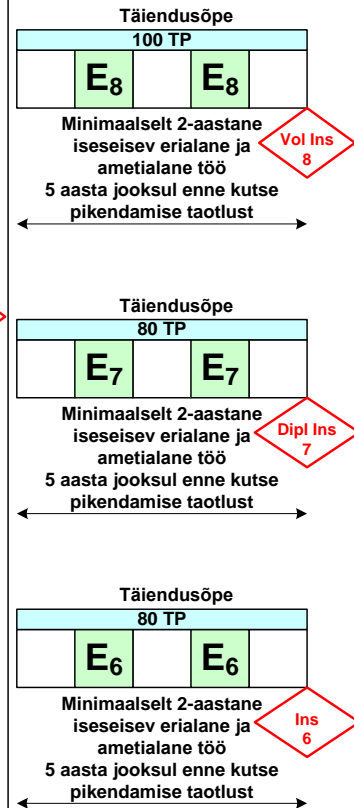 Täiendusõpe
100 TP
E8 E8
Minimaalselt 2-aastane
iseseisev erialane ja
ametialane töö
5 aasta jooksul enne kutse
pikendamise taotlust
Vol Ins
8
Täiendusõpe
80 TP
E7 E7
Minimaalselt 2-aastane
iseseisev erialane ja
ametialane töö
5 aasta jooksul enne kutse
pikendamise taotlust
Dipl Ins
7
Täiendusõpe
80 TP
E6 E6
Minimaalselt 2-aastane
iseseisev erialane ja
ametialane töö
5 aasta jooksul enne kutse
pikendamise taotlust
Ins
6